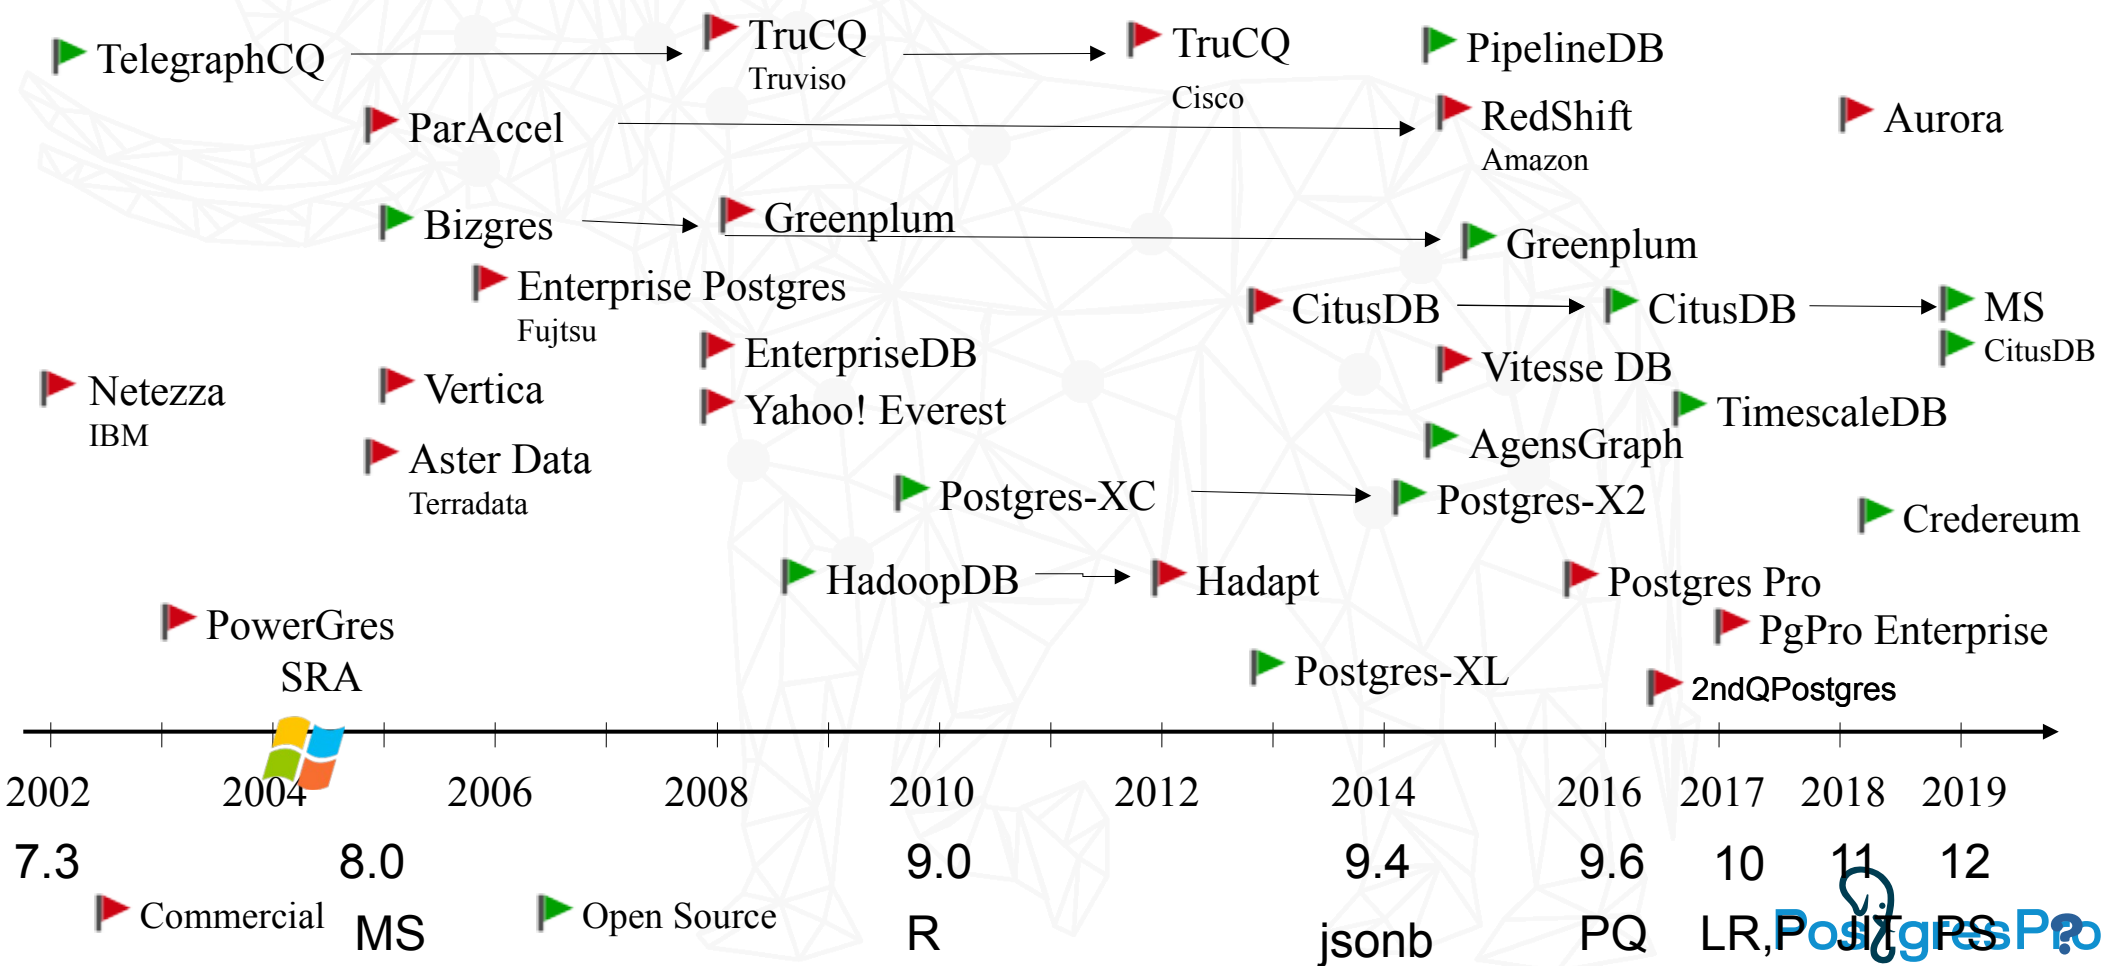 TelegraphCQ
TruCQ
Truviso
TruCQ
Cisco
PipelineDB
ParAccel
RedShift
Amazon
Aurora
Bizgres
Greenplum
Greenplum
Enterprise Postgres
Fujtsu
CitusDB
CitusDB
MS
CitusDB
EnterpriseDB
Vitesse DB
Netezza
IBM
Vertica
Yahoo! Everest
TimescaleDB
Aster Data
Terradata
AgensGraph
Postgres-XC
Postgres-X2
Credereum
HadoopDB
Hadapt
Postgres Pro
PowerGres
SRA
PgPro Enterprise
Postgres-XL
2ndQPostgres
2002 2004 2006 2008 2010 2012 2014 2016 2017 2018 2019
7.3 8.0 9.0 9.4 9.6 10 11 12
Commercial
MS
Open Source
R
jsonb
PQ
LR,P
JIT
PS
PostgresPro